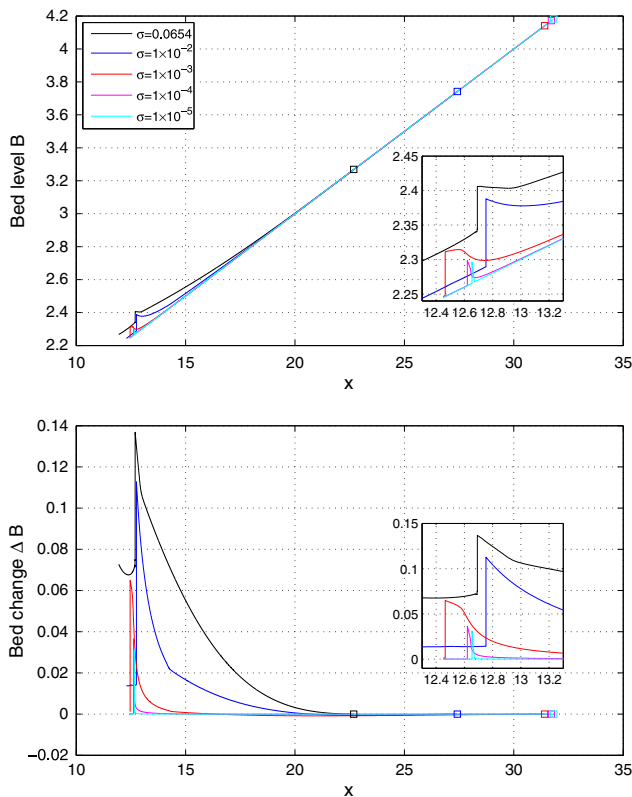 4.2
4
3.8
3.6
3.4
3.2
3
2.8
2.6
2.4
2.2
Bed level B
σ=0.0654
σ=1×10⁻²
σ=1×10⁻³
σ=1×10⁻⁴
σ=1×10⁻⁵
2.45
2.4
2.35
2.3
2.25
12.4 12.6 12.8 13 13.2
10 15 20 25 30 35
x
0.14
0.12
0.1
0.08
0.06
0.04
0.02
0
−0.02
Bed change Δ B
0.15
0.1
0.05
0
12.4 12.6 12.8 13 13.2
10 15 20 25 30 35
x